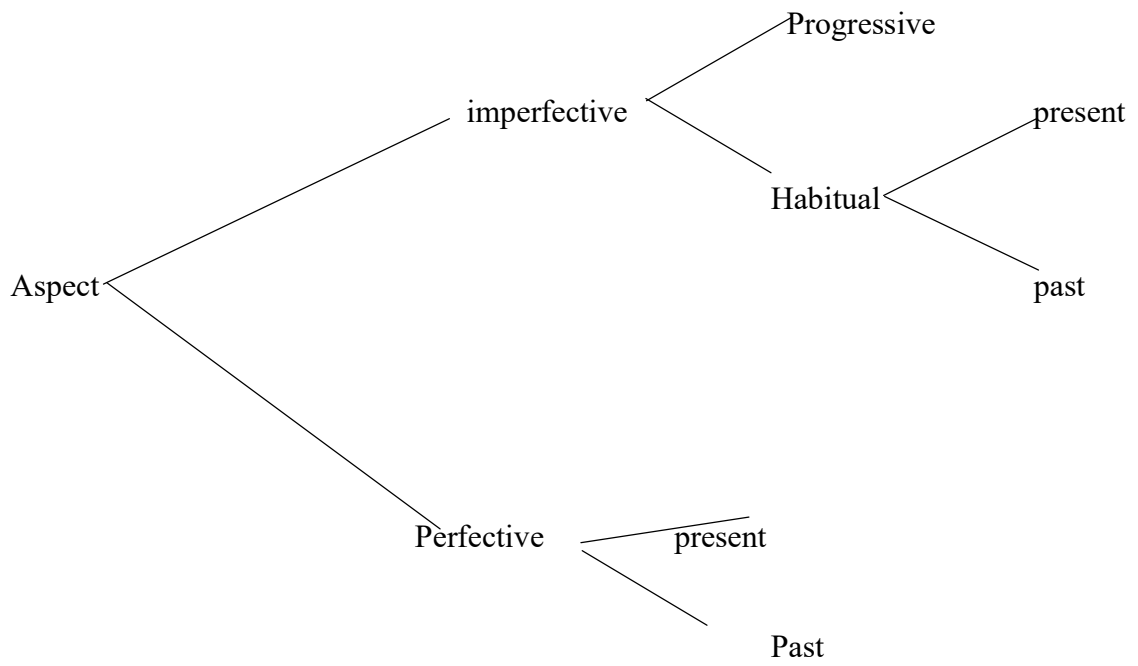 Progressive
imperfective present
Habitual
Aspect past
Perfective present
Past